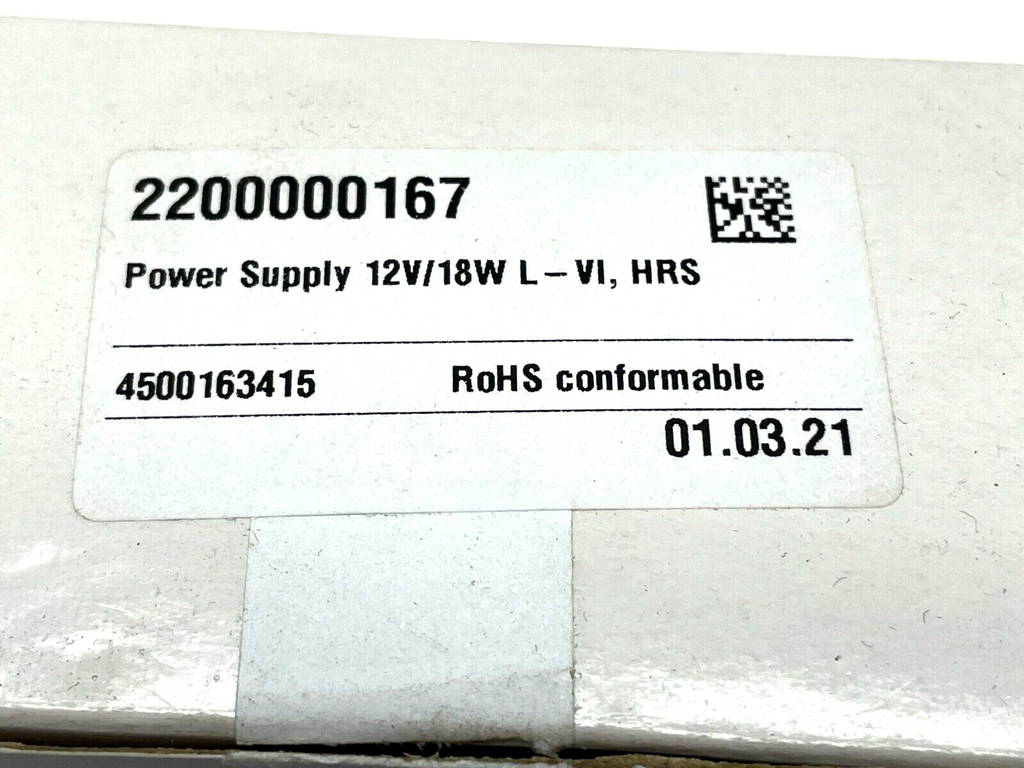 2200000167
Power Supply 12V/18W L-VI, HRS
4500163415 RoHS conformable
01.03.21